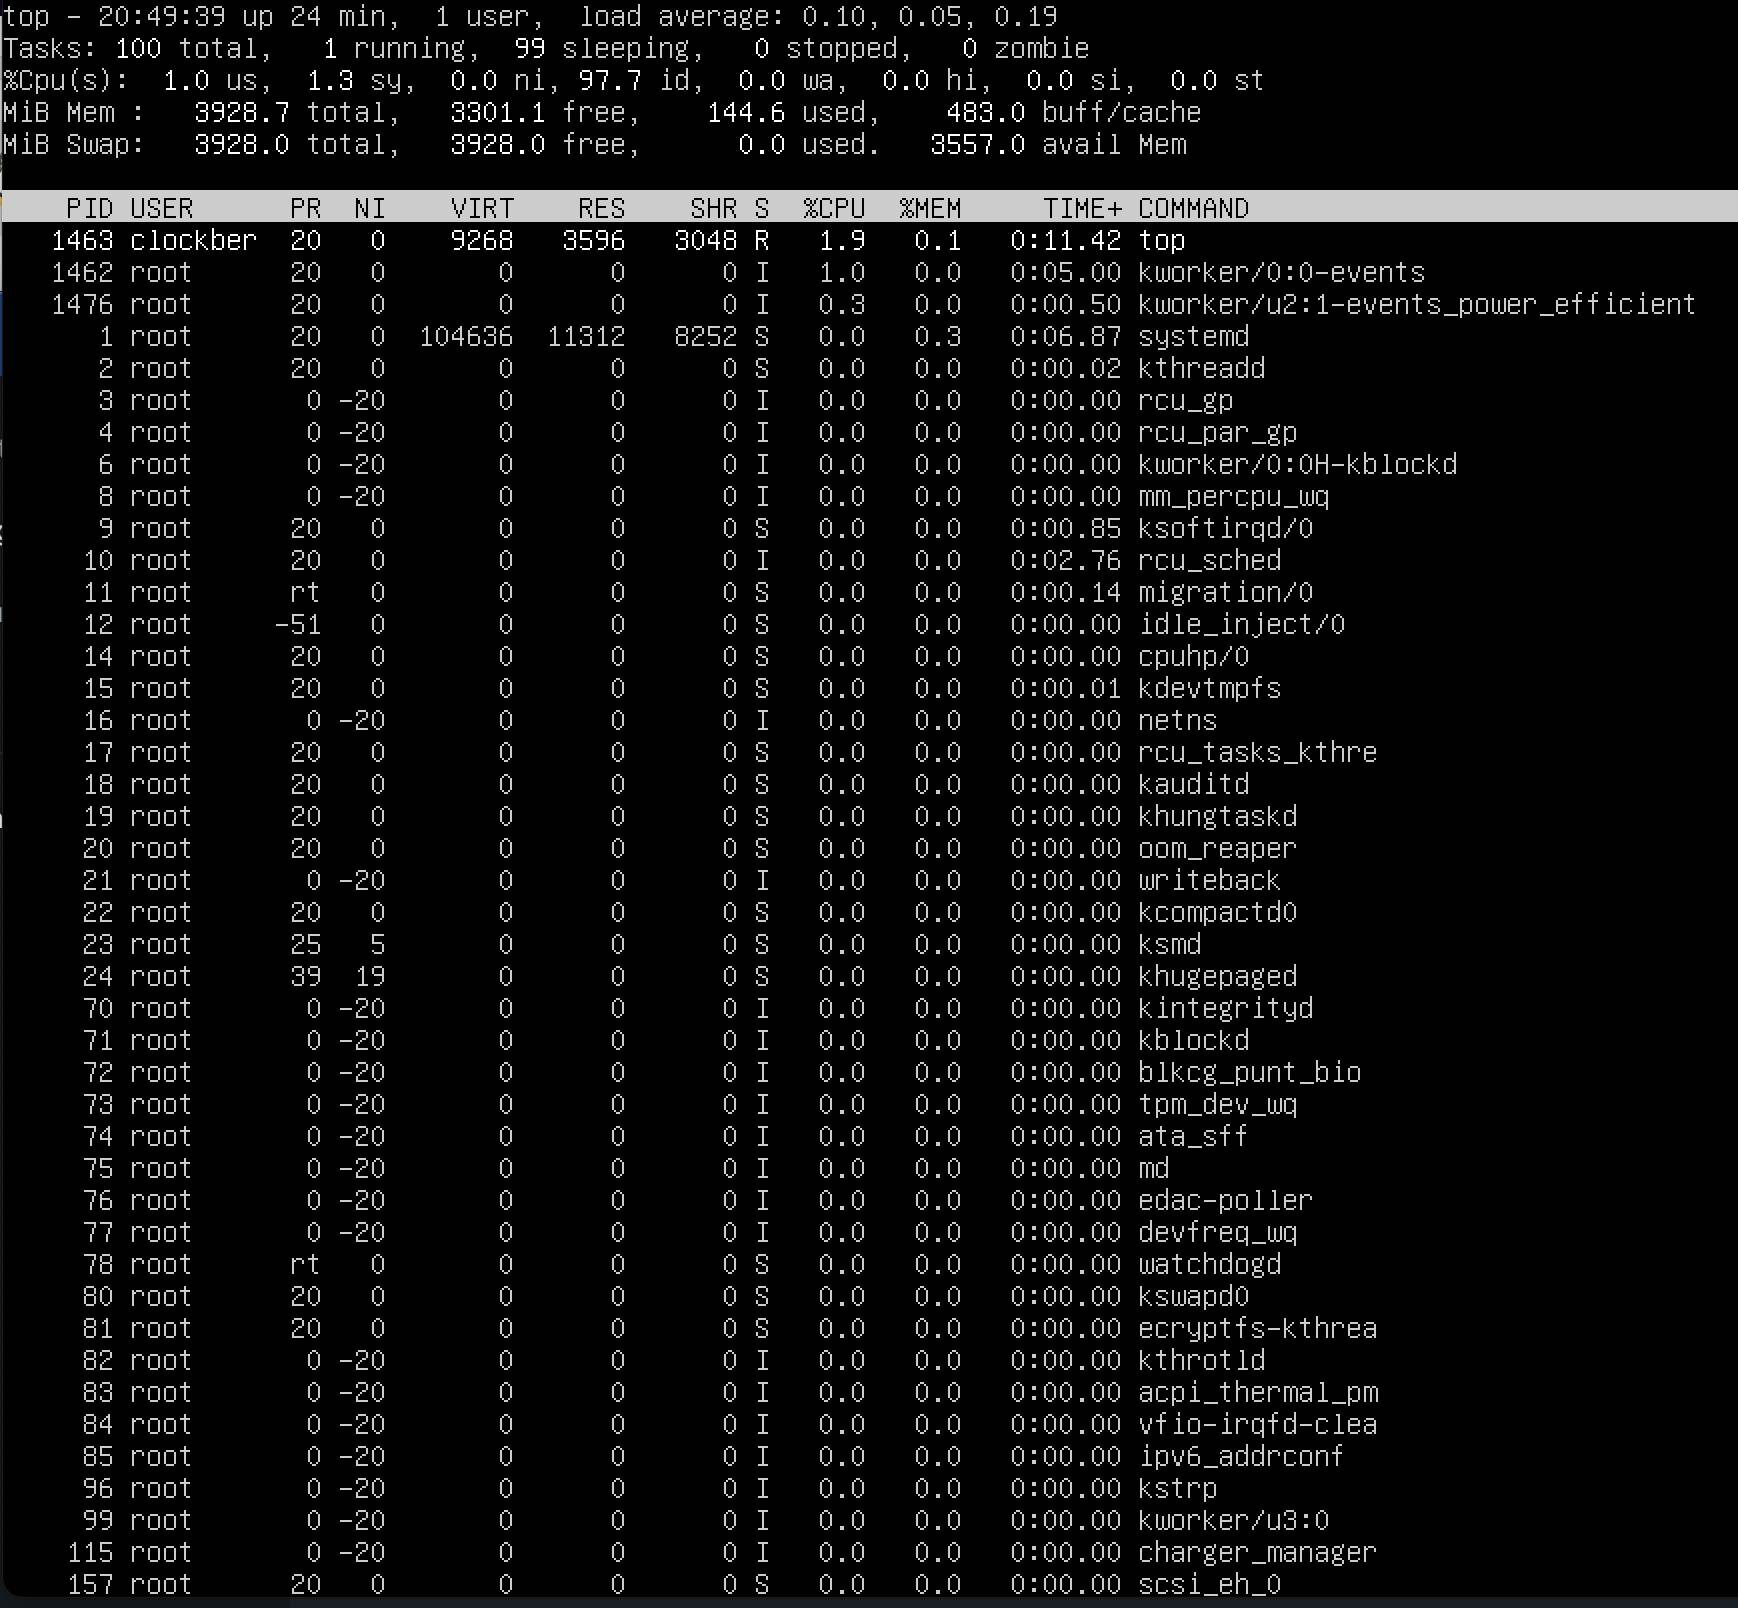 top - 20:49:39 up 24 min,  1 user,  load average: 0.10, 0.05, 0.19
Tasks: 100 total,   1 running,  99 sleeping,   0 stopped,   0 zombie
%Cpu(s):  1.0 us,  1.3 sy,  0.0 ni, 97.7 id,  0.0 wa,  0.0 hi,  0.0 si,  0.0 st
MiB Mem :   3928.7 total,   3301.1 free,    144.6 used,    483.0 buff/cache
MiB Swap:   3928.0 total,   3928.0 free,      0.0 used.   3557.0 avail Mem
PID USER PR NI VIRT RES SHR S %CPU %MEM TIME+ COMMAND
1463 clockber 20 0 9268 3596 3048 R 1.9 0.1 0:11.42 top
1462 root 20 0 0 0 0 I 1.0 0.0 0:05.00 kworker/0:0-events
1476 root 20 0 0 0 0 I 0.3 0.0 0:00.50 kworker/u2:1-events_power_efficient
1 root 20 0 104636 11312 8252 S 0.0 0.3 0:06.87 systemd
2 root 20 0 0 0 0 S 0.0 0.0 0:00.02 kthreadd
3 root 0 -20 0 0 0 I 0.0 0.0 0:00.00 rcu_gp
4 root 0 -20 0 0 0 I 0.0 0.0 0:00.00 rcu_par_gp
6 root 0 -20 0 0 0 I 0.0 0.0 0:00.00 kworker/0:0H-kblockd
8 root 0 -20 0 0 0 I 0.0 0.0 0:00.00 mm_percpu_wq
9 root 20 0 0 0 0 S 0.0 0.0 0:00.85 ksoftirqd/0
10 root 20 0 0 0 0 I 0.0 0.0 0:02.76 rcu_sched
11 root rt 0 0 0 0 S 0.0 0.0 0:00.14 migration/0
12 root -51 0 0 0 0 S 0.0 0.0 0:00.00 idle_inject/0
14 root 20 0 0 0 0 S 0.0 0.0 0:00.00 cpuhp/0
15 root 20 0 0 0 0 S 0.0 0.0 0:00.01 kdevtmpfs
16 root 0 -20 0 0 0 I 0.0 0.0 0:00.00 netns
17 root 20 0 0 0 0 S 0.0 0.0 0:00.00 rcu_tasks_kthre
18 root 20 0 0 0 0 S 0.0 0.0 0:00.00 kauditd
19 root 20 0 0 0 0 S 0.0 0.0 0:00.00 khungtaskd
20 root 20 0 0 0 0 S 0.0 0.0 0:00.00 oom_reaper
21 root 0 -20 0 0 0 I 0.0 0.0 0:00.00 writeback
22 root 20 0 0 0 0 S 0.0 0.0 0:00.00 kcompactd0
23 root 25 5 0 0 0 S 0.0 0.0 0:00.00 ksmd
24 root 39 19 0 0 0 S 0.0 0.0 0:00.00 khugepaged
70 root 0 -20 0 0 0 I 0.0 0.0 0:00.00 kintegrityd
71 root 0 -20 0 0 0 I 0.0 0.0 0:00.00 kblockd
72 root 0 -20 0 0 0 I 0.0 0.0 0:00.00 blkcg_punt_bio
73 root 0 -20 0 0 0 I 0.0 0.0 0:00.00 tpm_dev_wq
74 root 0 -20 0 0 0 I 0.0 0.0 0:00.00 ata_sff
75 root 0 -20 0 0 0 I 0.0 0.0 0:00.00 md
76 root 0 -20 0 0 0 I 0.0 0.0 0:00.00 edac-poller
77 root 0 -20 0 0 0 I 0.0 0.0 0:00.00 devfreq_wq
78 root rt 0 0 0 0 S 0.0 0.0 0:00.00 watchdogd
80 root 20 0 0 0 0 S 0.0 0.0 0:00.00 kswapd0
81 root 20 0 0 0 0 S 0.0 0.0 0:00.00 ecryptfs-kthrea
82 root 0 -20 0 0 0 I 0.0 0.0 0:00.00 kthrotld
83 root 0 -20 0 0 0 I 0.0 0.0 0:00.00 acpi_thermal_pm
84 root 0 -20 0 0 0 I 0.0 0.0 0:00.00 vfio-irqfd-clea
85 root 0 -20 0 0 0 I 0.0 0.0 0:00.00 ipv6_addrconf
96 root 0 -20 0 0 0 I 0.0 0.0 0:00.00 kstrp
99 root 0 -20 0 0 0 I 0.0 0.0 0:00.00 kworker/u3:0
115 root 0 -20 0 0 0 I 0.0 0.0 0:00.00 charger_manager
157 root 20 0 0 0 0 S 0.0 0.0 0:00.00 scsi_eh_0